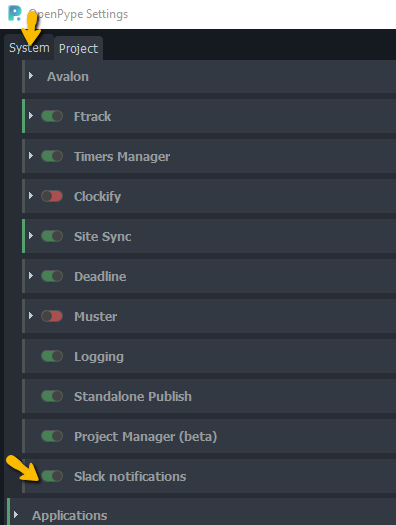 OpenPype Settings
System Project
Avalon
Ftrack
Timers Manager
Clockify
Site Sync
Deadline
Muster
Logging
Standalone Publish
Project Manager (beta)
Slack notifications
Applications